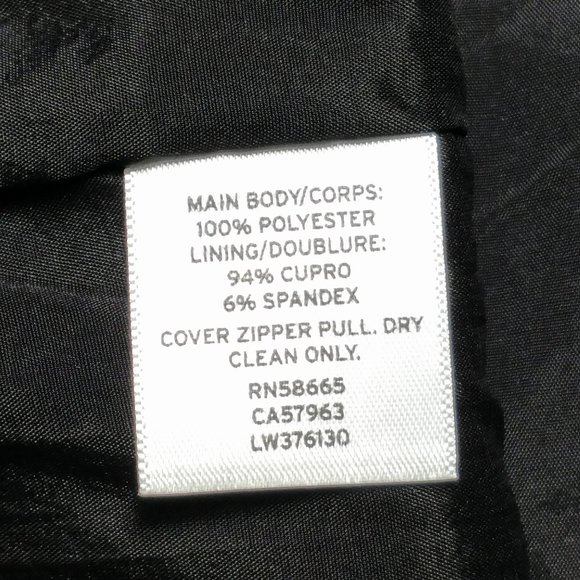 MAIN BODY/CORPS:
100% POLYESTER
LINING/DOUBLURE:
94% CUPRO
6% SPANDEX
COVER ZIPPER PULL. DRY
CLEAN ONLY.
RN58665
CA57963
LW376130